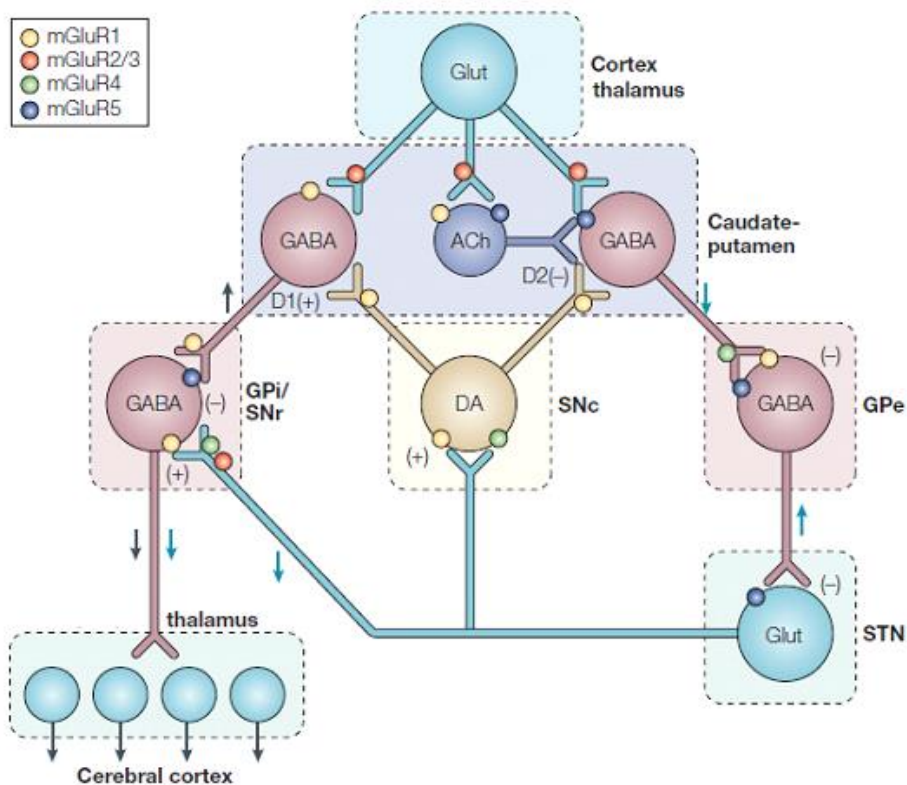 mGluR1
mGluR2/3
mGluR4
mGluR5
Glut
Cortex
thalamus
GABA
ACh
GABA
Caudate-
putamen
D1(+)
D2(–)
GABA
(–)
GPi/
SNr
DA
SNc
(–)
GABA
GPe
(+)
(+)
thalamus
(–)
Glut
STN
Cerebral cortex